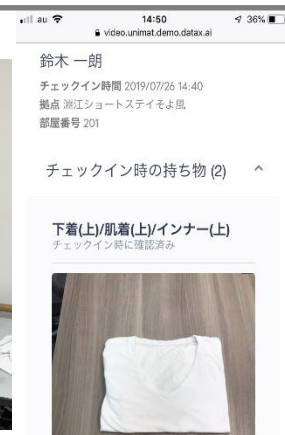 au 14:50 36%
video.unimat.demo.datax.ai
鈴木 一朗
チェックイン時間 2019/07/26 14:40
拠点 淵江ショートステイそよ風
部屋番号 201
チェックイン時の持ち物 (2)
下着(上)/肌着(上)/インナー(上)
チェックイン時に確認済み